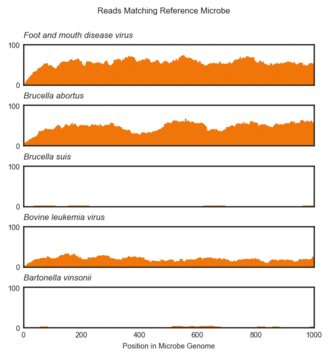 Reads Matching Reference Microbe
Foot and mouth disease virus
100
0
Brucella abortus
100
0
Brucella suis
100
0
Bovine leukemia virus
100
0
Bartonella vinsonii
100
0
0 200 400 600 800 1000
Position in Microbe Genome